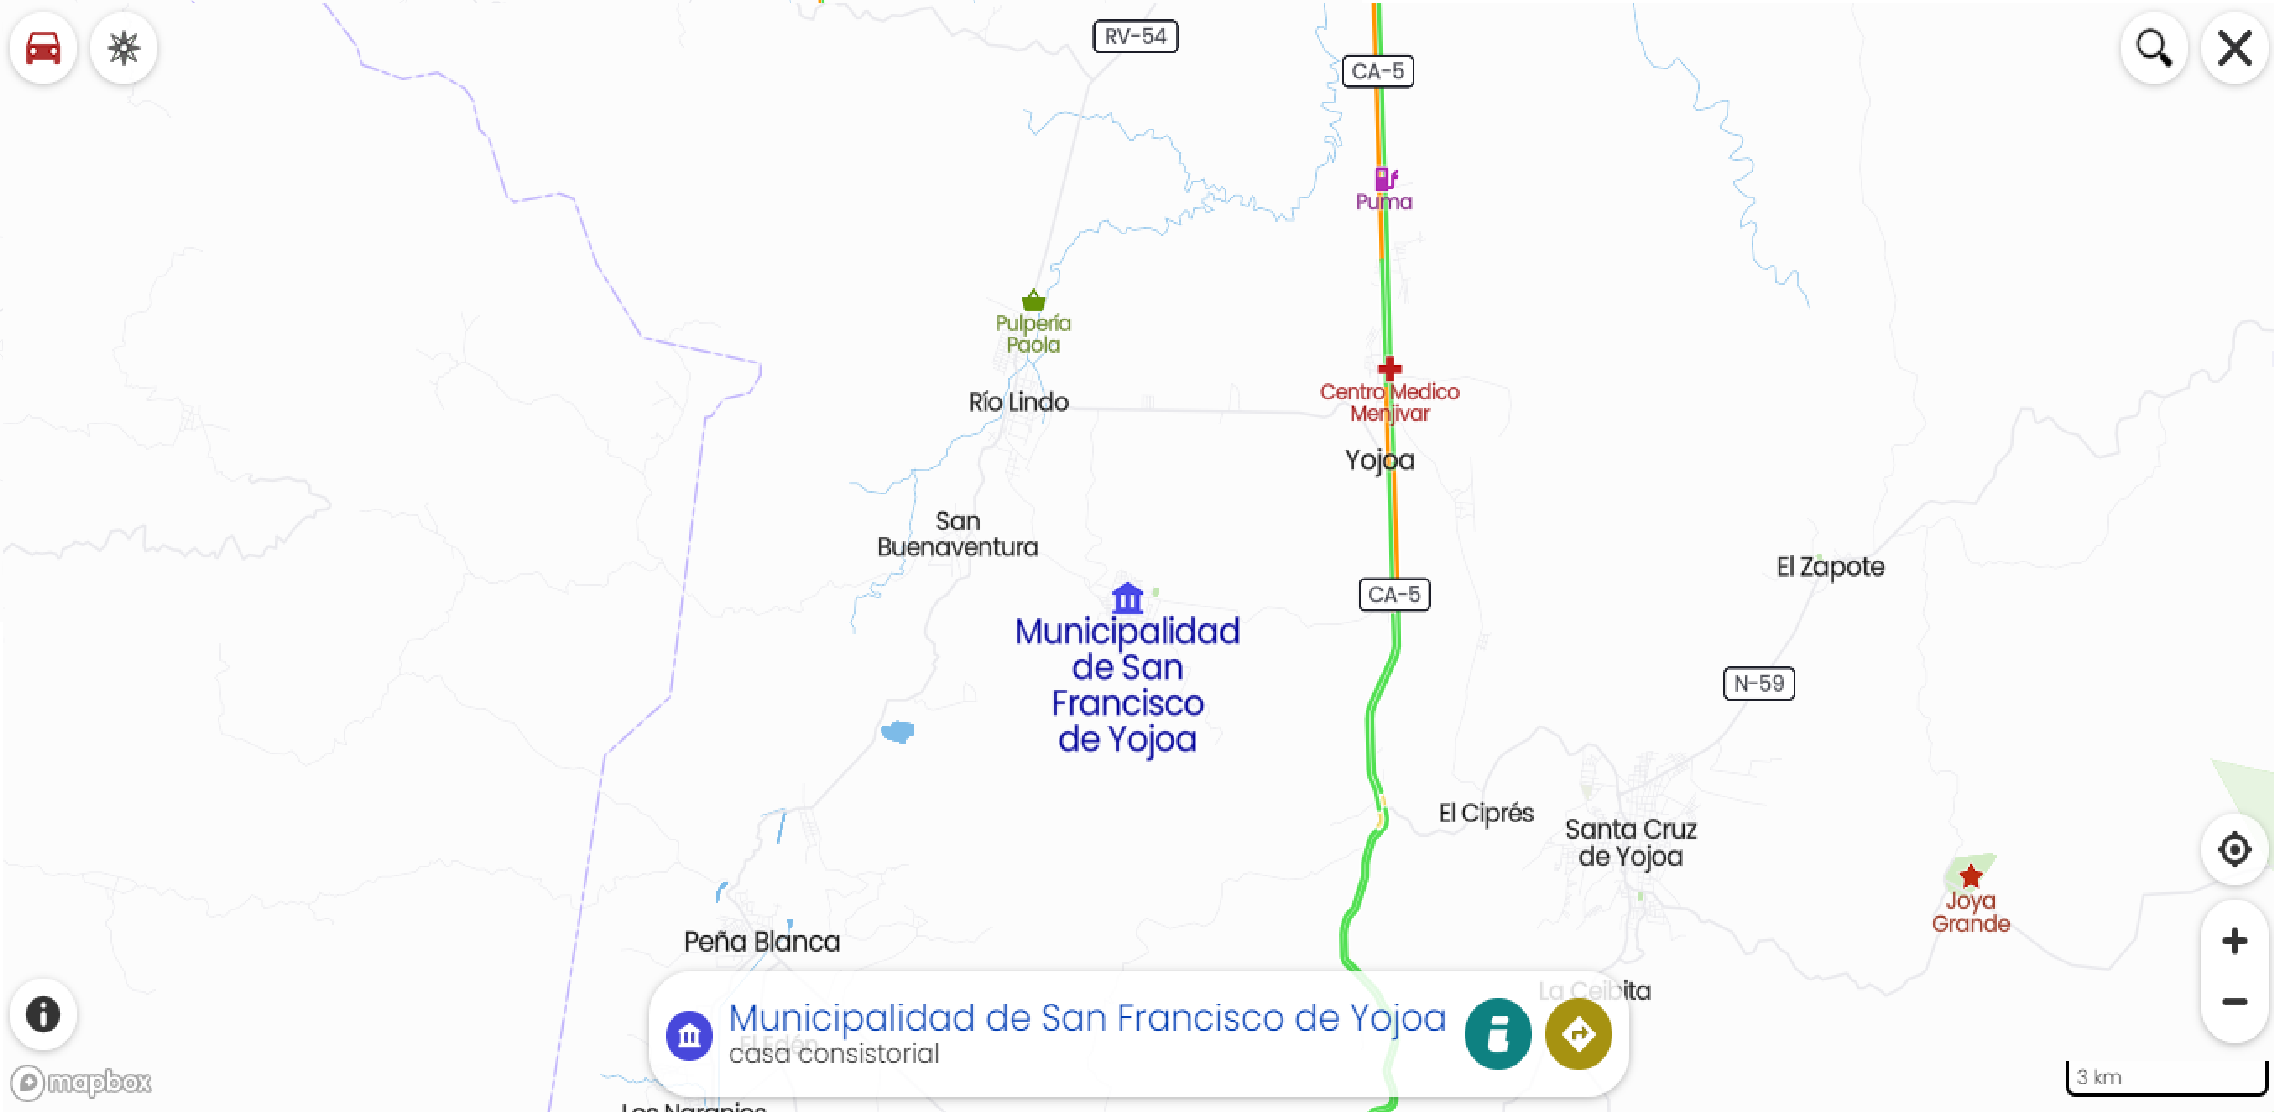 RV-54
CA-5
Puma
Pulpería
Paola
Río Lindo
Centro Medico
Menjivar
Yojoa
San
Buenaventura
El Zapote
CA-5
Municipalidad
de San
Francisco
de Yojoa
N-59
El Ciprés
Santa Cruz
de Yojoa
Joya
Grande
Peña Blanca
La Ceibita
Municipalidad de San Francisco de Yojoa
El Edén
casa consistorial
3 km
mapbox
Los Naranjos